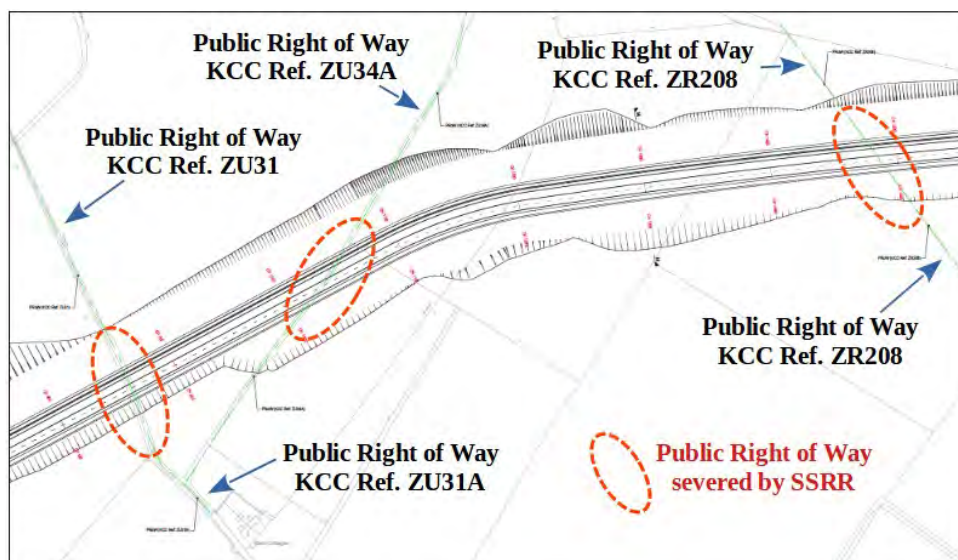 Public Right of Way
KCC Ref. ZU34A
Public Right of Way
KCC Ref. ZR208
Public Right of Way
KCC Ref. ZU31
Public Right of Way
KCC Ref. ZR208
Public Right of Way
KCC Ref. ZU31A
Public Right of Way
severed by SSRR